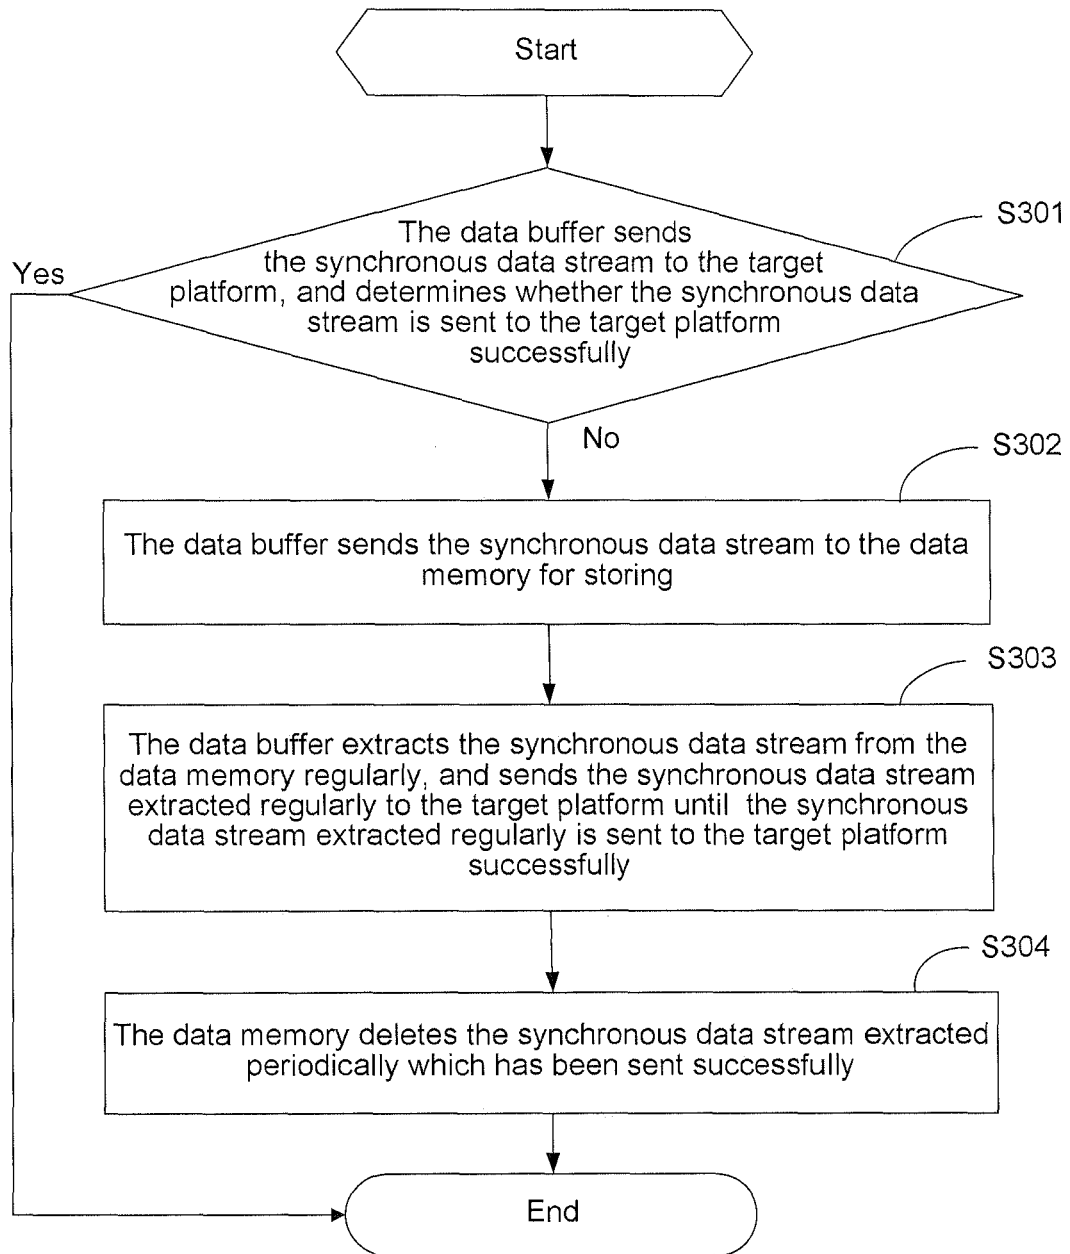 Start
S301
The data buffer sends
the synchronous data stream to the target
platform, and determines whether the synchronous data
stream is sent to the target platform
successfully
Yes
No
S302
The data buffer sends the synchronous data stream to the data
memory for storing
S303
The data buffer extracts the synchronous data stream from the
data memory regularly, and sends the synchronous data stream
extracted regularly to the target platform until the synchronous
data stream extracted regularly is sent to the target platform
successfully
S304
The data memory deletes the synchronous data stream extracted
periodically which has been sent successfully
End